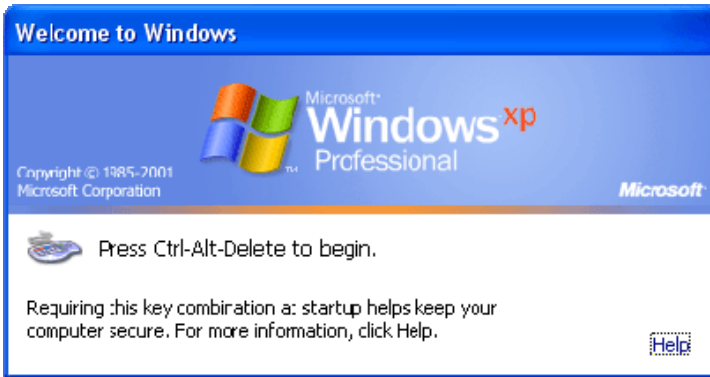 Welcome to Windows
Microsoft®
Windows xp
Professional
TM
Copyright © 1985-2001
Microsoft Corporation
Microsoft®
Press Ctrl-Alt-Delete to begin.
Requiring this key combination at startup helps keep your
computer secure. For more information, click Help.
Help